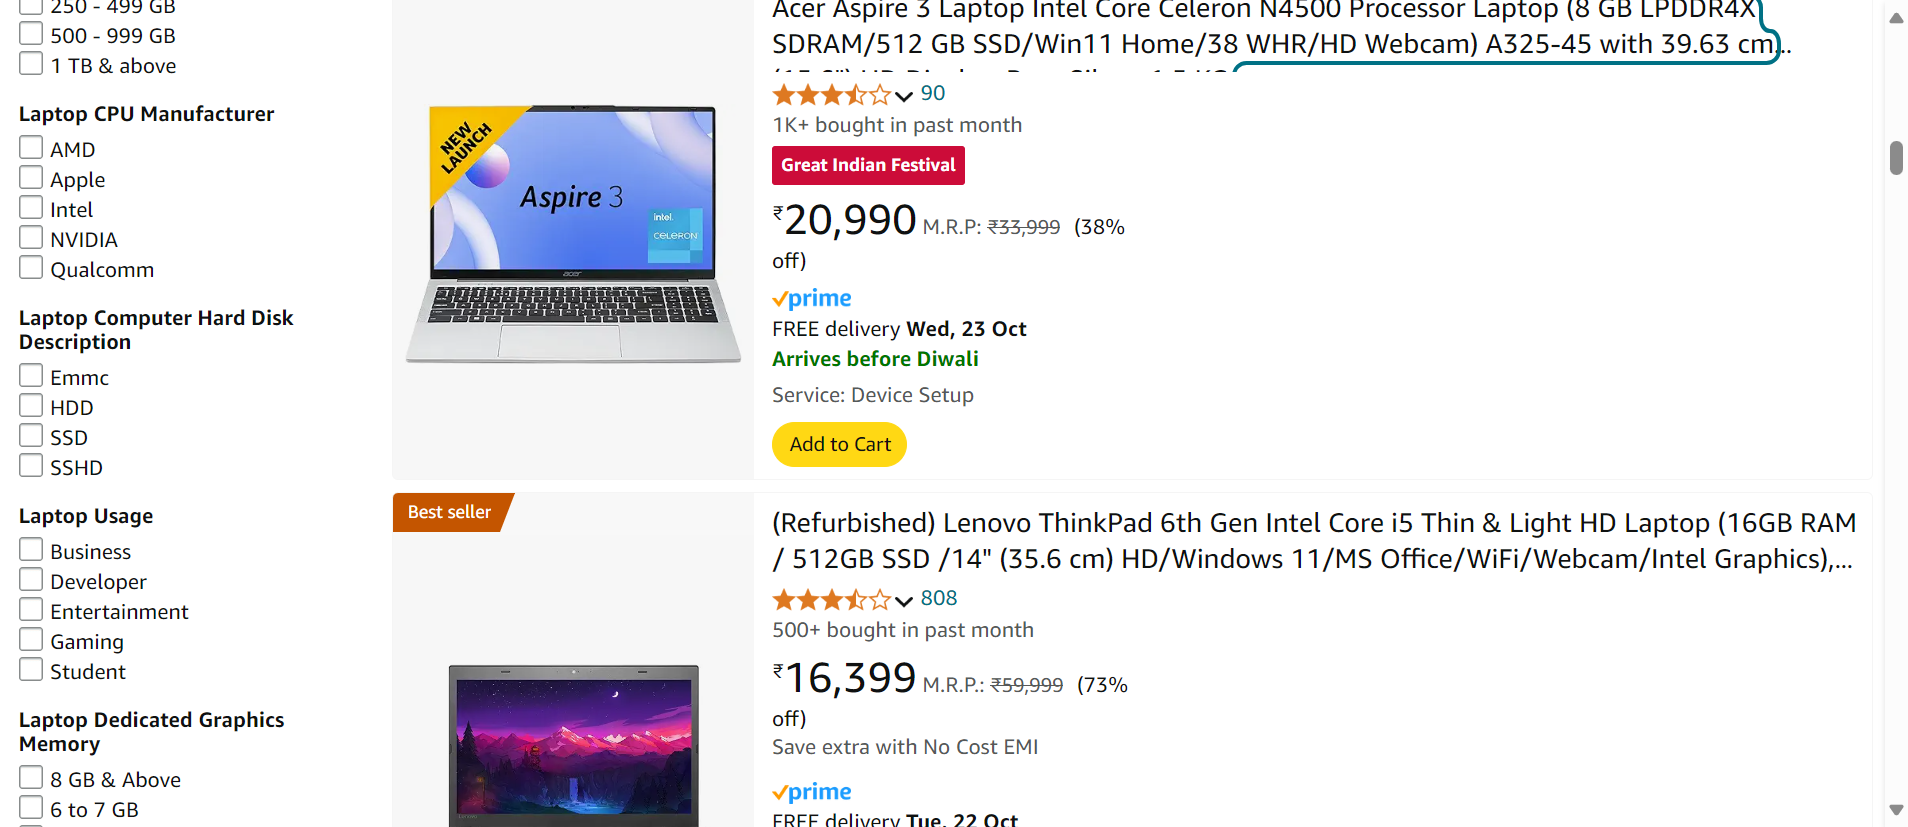 250 - 499 GB
500 - 999 GB
1 TB & above
Laptop CPU Manufacturer
AMD
Apple
Intel
NVIDIA
Qualcomm
Laptop Computer Hard Disk
Description
Emmc
HDD
SSD
SSHD
Laptop Usage
Business
Developer
Entertainment
Gaming
Student
Laptop Dedicated Graphics
Memory
8 GB & Above
6 to 7 GB
NEW
LAUNCH
Aspire 3
intel.
CELERON
acer
Acer Aspire 3 Laptop Intel Core Celeron N4500 Processor Laptop (8 GB LPDDR4X
SDRAM/512 GB SSD/Win11 Home/38 WHR/HD Webcam) A325-45 with 39.63 cm...
90
1K+ bought in past month
Great Indian Festival
₹20,990 M.R.P: ₹33,999 (38%
off)
prime
FREE delivery Wed, 23 Oct
Arrives before Diwali
Service: Device Setup
Add to Cart
Best seller
(Refurbished) Lenovo ThinkPad 6th Gen Intel Core i5 Thin & Light HD Laptop (16GB RAM
/ 512GB SSD /14" (35.6 cm) HD/Windows 11/MS Office/WiFi/Webcam/Intel Graphics),...
808
500+ bought in past month
₹16,399 M.R.P.: ₹59,999 (73%
off)
Save extra with No Cost EMI
prime
FREE delivery Tue, 22 Oct